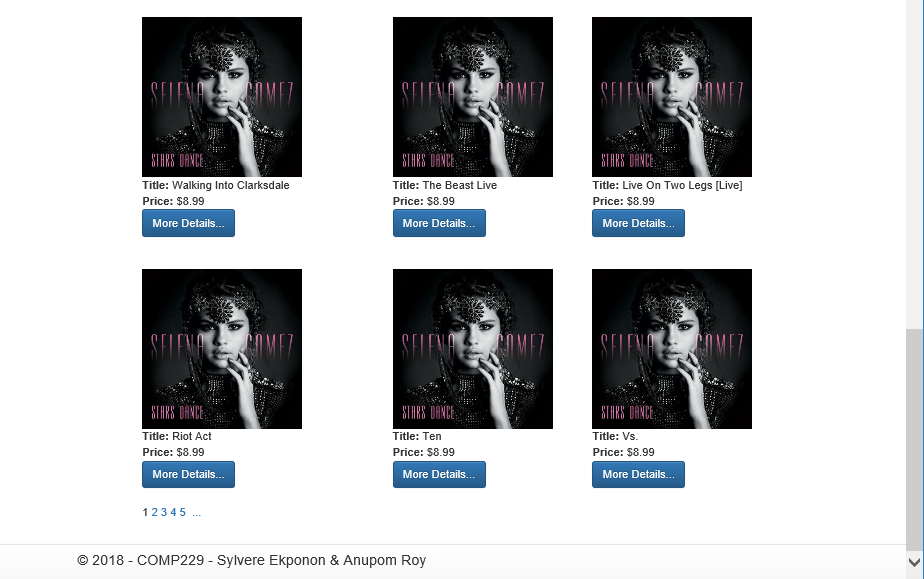 SELENA GOMEZ SELENA GOMEZ SELENA GOMEZ
STARS DANCE STARS DANCE STARS DANCE
Title: Walking Into Clarksdale Title: The Beast Live Title: Live On Two Legs [Live]
Price: $8.99 Price: $8.99 Price: $8.99
More Details... More Details... More Details...
SELENA GOMEZ SELENA GOMEZ SELENA GOMEZ
STARS DANCE STARS DANCE STARS DANCE
Title: Riot Act Title: Ten Title: Vs.
Price: $8.99 Price: $8.99 Price: $8.99
More Details... More Details... More Details...
1 2 3 4 5 ...
© 2018 - COMP229 - Sylvere Ekponon & Anupom Roy